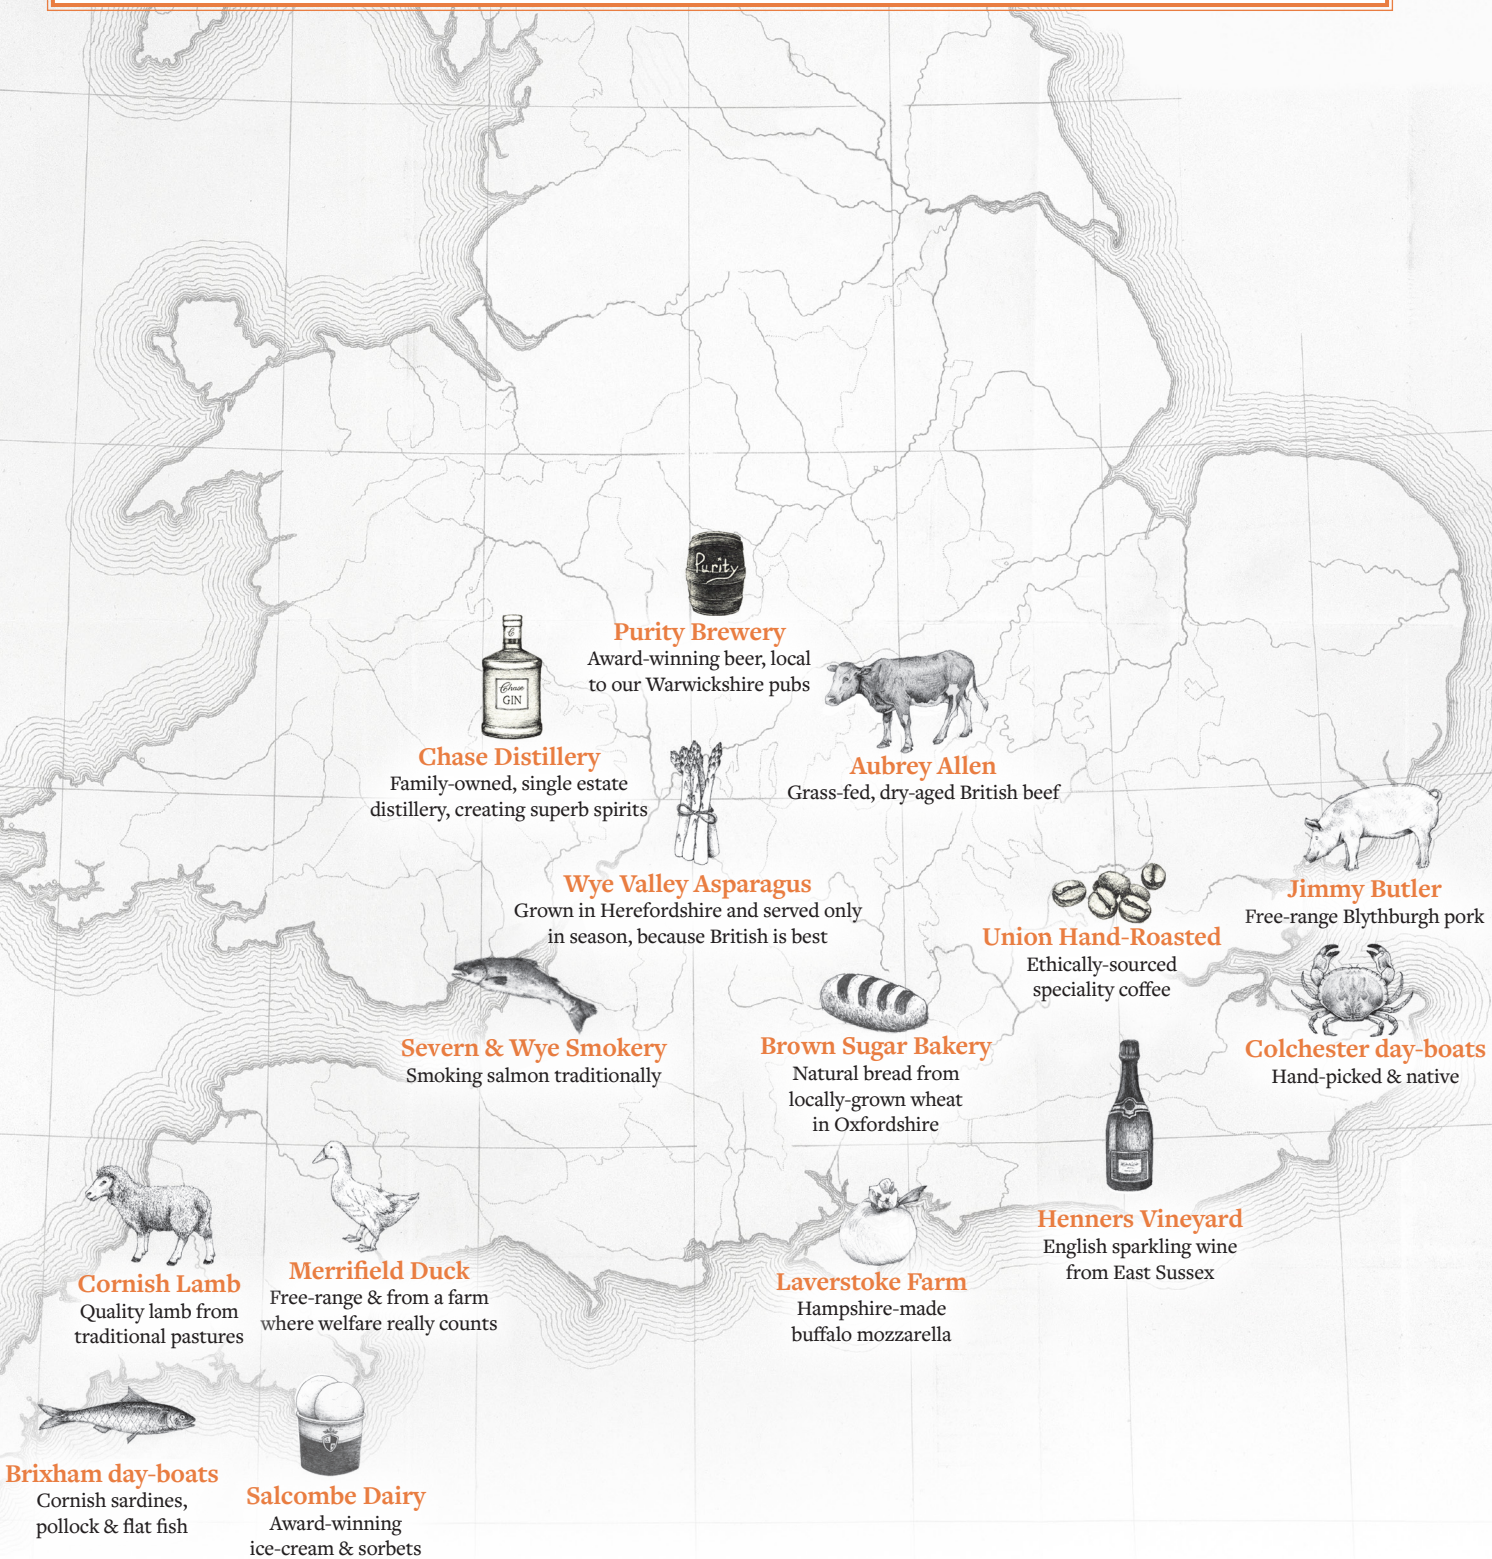 Purity
Purity Brewery
Award-winning beer, local
to our Warwickshire pubs
Chase
GIN
Chase Distillery
Family-owned, single estate
distillery, creating superb spirits
Aubrey Allen
Grass-fed, dry-aged British beef
Wye Valley Asparagus
Grown in Herefordshire and served only
in season, because British is best
Jimmy Butler
Free-range Blythburgh pork
Union Hand-Roasted
Ethically-sourced
speciality coffee
Severn & Wye Smokery
Smoking salmon traditionally
Brown Sugar Bakery
Natural bread from
locally-grown wheat
in Oxfordshire
Colchester day-boats
Hand-picked & native
Henners Vineyard
English sparkling wine
from East Sussex
Cornish Lamb
Quality lamb from
traditional pastures
Merrifield Duck
Free-range & from a farm
where welfare really counts
Laverstoke Farm
Hampshire-made
buffalo mozzarella
Brixham day-boats
Cornish sardines,
pollock & flat fish
Salcombe Dairy
Award-winning
ice-cream & sorbets